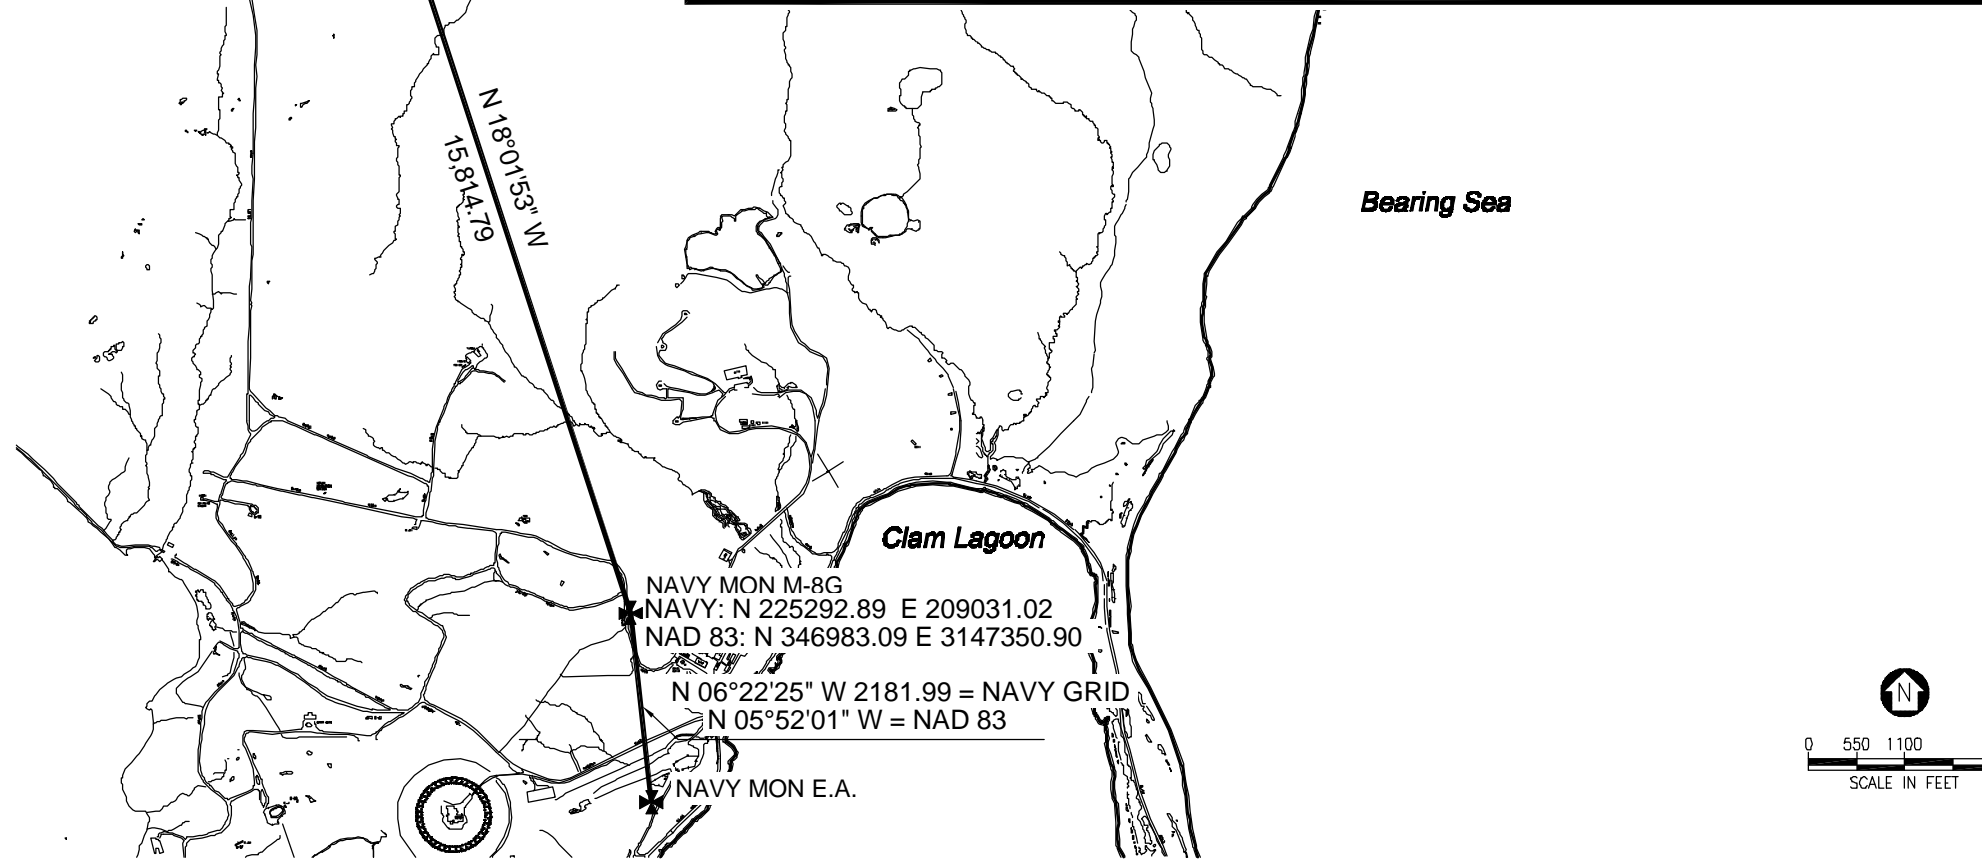 N 18°01'53" W
15,814.79
Bearing Sea
Clam Lagoon
NAVY MON M-8G
NAVY: N 225292.89 E 209031.02
NAD 83: N 346983.09 E 3147350.90
N 06°22'25" W 2181.99 = NAVY GRID
N 05°52'01" W = NAD 83
NAVY MON E.A.
N
0 550 1100
SCALE IN FEET